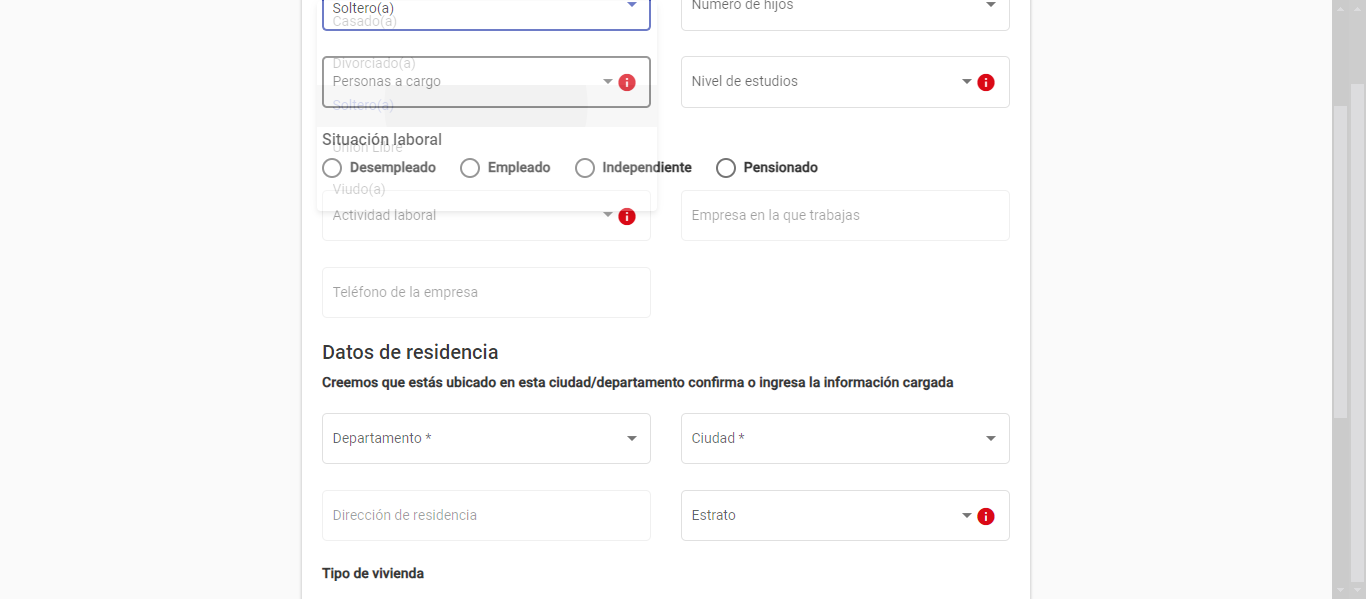 Soltero(a) Número de hijos
Casado(a)
Divorciado(a)
Personas a cargo Nivel de estudios
Soltero(a)
Situación laboral
Unión Libre
Desempleado Empleado Independiente Pensionado
Viudo(a)
Actividad laboral Empresa en la que trabajas
Teléfono de la empresa
Datos de residencia
Creemos que estás ubicado en esta ciudad/departamento confirma o ingresa la información cargada
Departamento * Ciudad *
Dirección de residencia Estrato
Tipo de vivienda